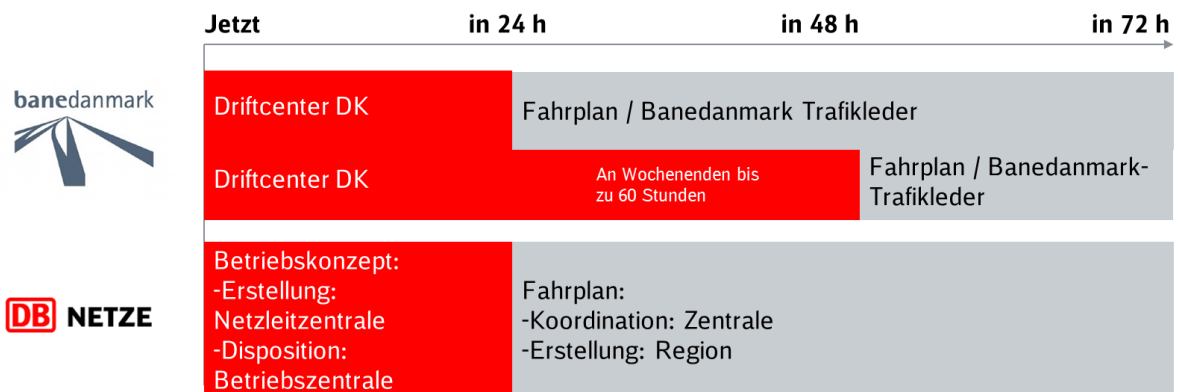 Jetzt in 24 h in 48 h in 72 h
banedanmark
Driftcenter DK
Fahrplan / Banedanmark Trafikleder
Driftcenter DK
An Wochenenden bis
zu 60 Stunden
Fahrplan / Banedanmark-
Trafikleder
DB NETZE
Betriebskonzept:
-Erstellung:
Netzleitzentrale
-Disposition:
Betriebszentrale
Fahrplan:
-Koordination: Zentrale
-Erstellung: Region